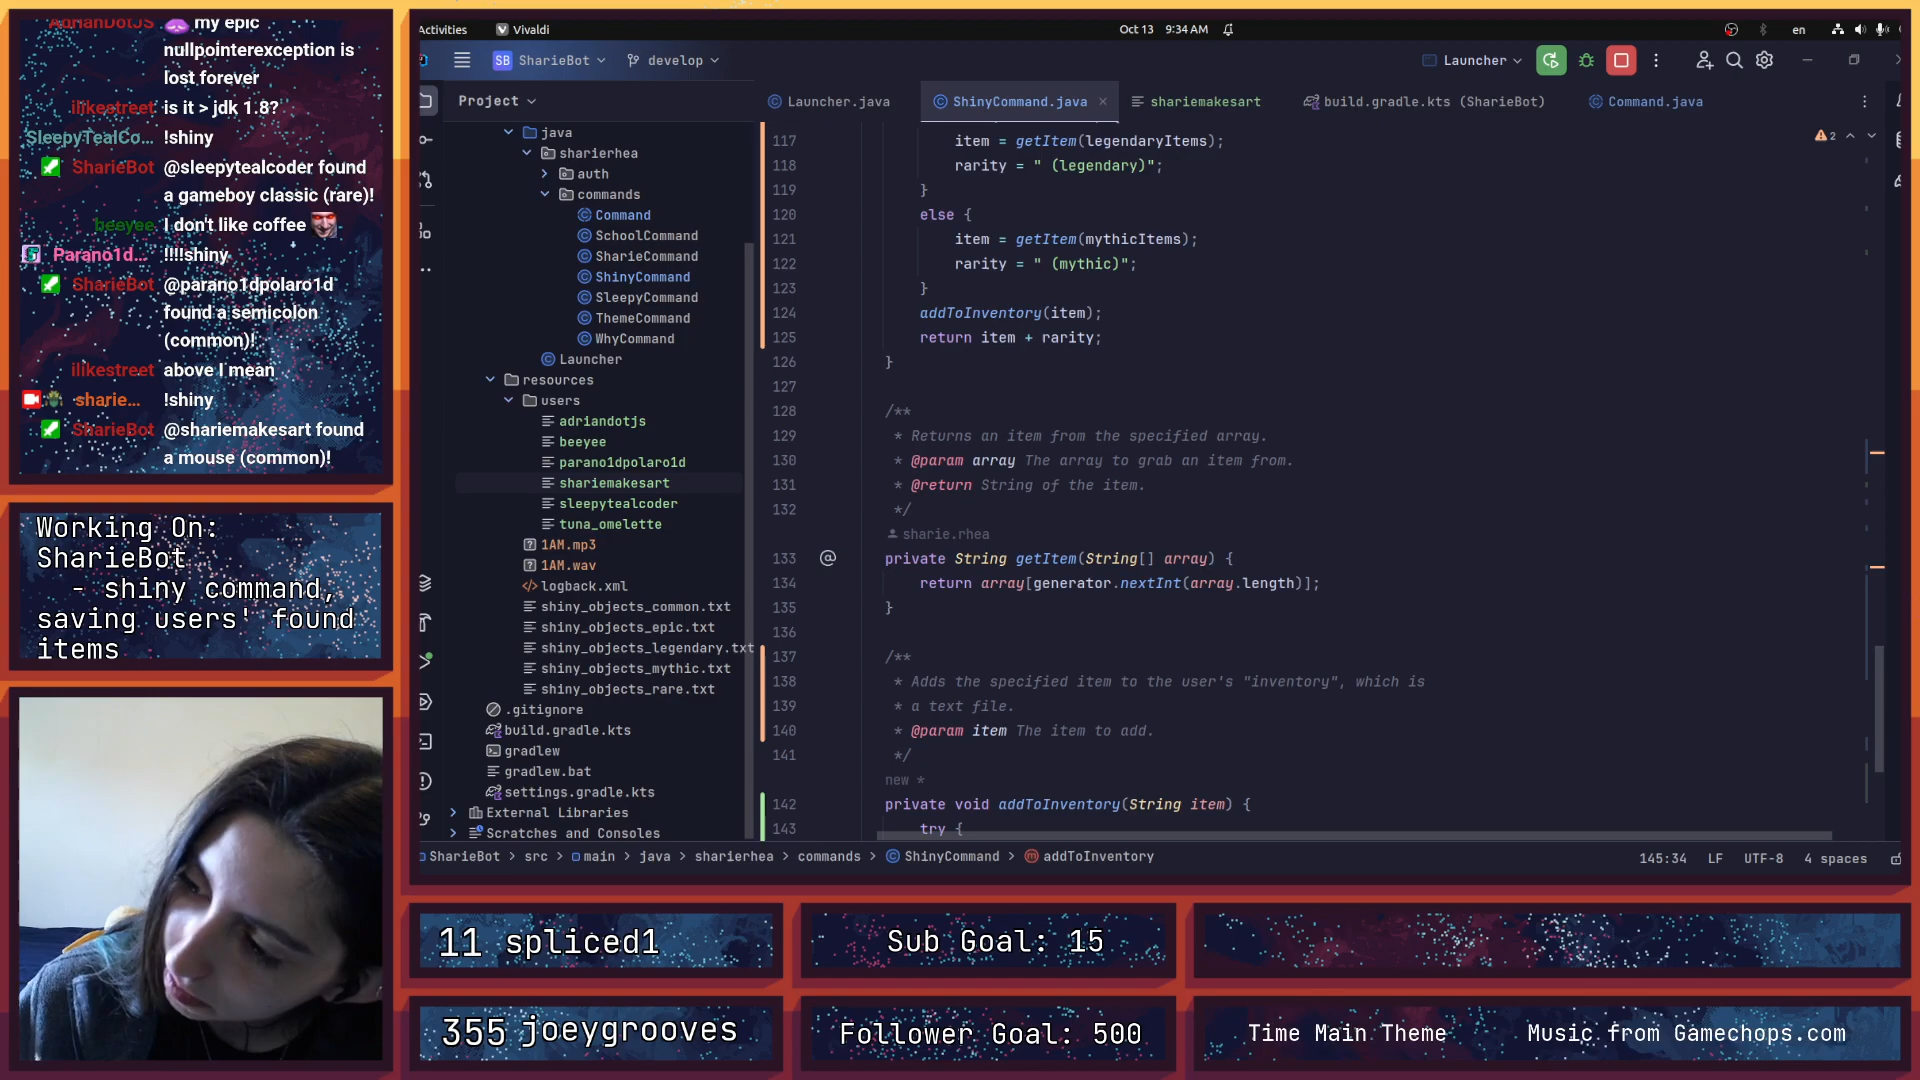 AdrianDotJS my epic
nullpointerexception is
lost forever
ilikestreet is it > jdk 1.8?
SleepyTealCo... !shiny
SharieBot @sleepytealcoder found
a gameboy classic (rare)!
beeyee I don't like coffee
Parano1d... !!!!shiny
SharieBot @parano1dpolaro1d
found a semicolon
(common)!
ilikestreet above I mean
sharie... !shiny
SharieBot @shariemakesart found
a mouse (common)!
Working On:
SharieBot
- shiny command,
saving users' found
items
Activities Vivaldi Oct 13 9:34 AM en
SB SharieBot develop Launcher
Project
Launcher.java ShinyCommand.java shariemakesart build.gradle.kts (SharieBot) Command.java
java
sharierhea
auth
commands
Command
SchoolCommand
SharieCommand
ShinyCommand
SleepyCommand
ThemeCommand
WhyCommand
Launcher
resources
users
adriandotjs
beeyee
parano1dpolaro1d
shariemakesart
sleepytealcoder
tuna_omelette
1AM.mp3
1AM.wav
logback.xml
shiny_objects_common.txt
shiny_objects_epic.txt
shiny_objects_legendary.txt
shiny_objects_mythic.txt
shiny_objects_rare.txt
.gitignore
build.gradle.kts
gradlew
gradlew.bat
settings.gradle.kts
External Libraries
Scratches and Consoles
2
117 item = getItem(legendaryItems);
118 rarity = " (legendary)";
119 }
120 else {
121 item = getItem(mythicItems);
122 rarity = " (mythic)";
123 }
124 addToInventory(item);
125 return item + rarity;
126 }
127
128 /**
129 * Returns an item from the specified array.
130 * @param array The array to grab an item from.
131 * @return String of the item.
132 */
sharie.rhea
133 private String getItem(String[] array) {
134 return array[generator.nextInt(array.length)];
135 }
136
137 /**
138 * Adds the specified item to the user's "inventory", which is
139 * a text file.
140 * @param item The item to add.
141 */
new *
142 private void addToInventory(String item) {
143 try {
SharieBot > src > main > java > sharierhea > commands > ShinyCommand > addToInventory
145:34 LF UTF-8 4 spaces
11 spliced1
Sub Goal: 15
355 joeygrooves
Follower Goal: 500
Time Main Theme Music from Gamechops.com